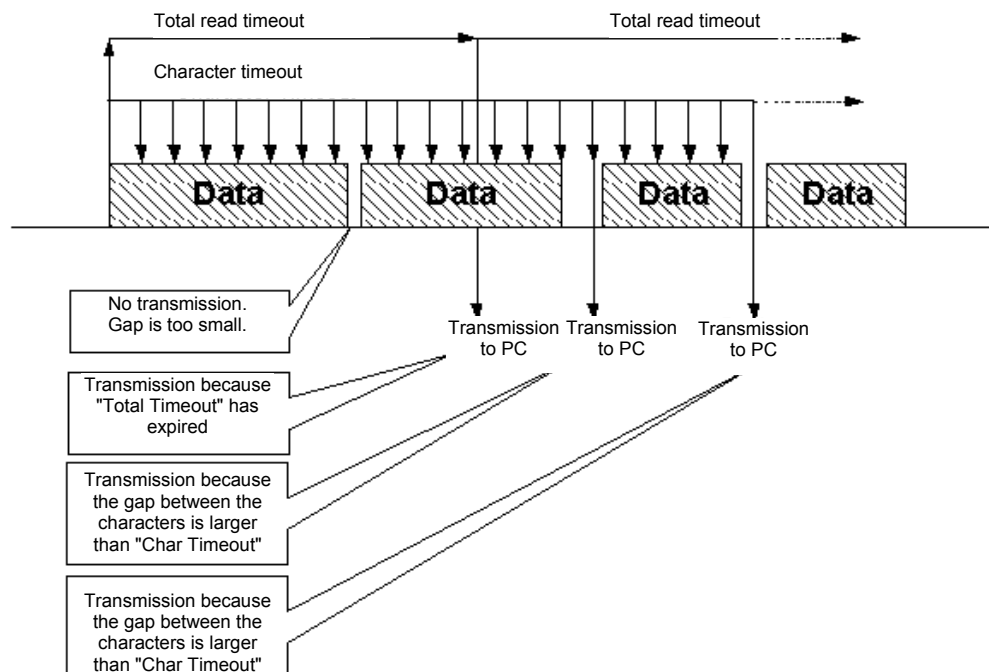 Total read timeout
Total read timeout
Character timeout
Data
Data
Data
Data
No transmission.
Gap is too small.
Transmission
to PC
Transmission
to PC
Transmission
to PC
Transmission because
"Total Timeout" has
expired
Transmission because
the gap between the
characters is larger
than "Char Timeout"
Transmission because
the gap between the
characters is larger
than "Char Timeout"